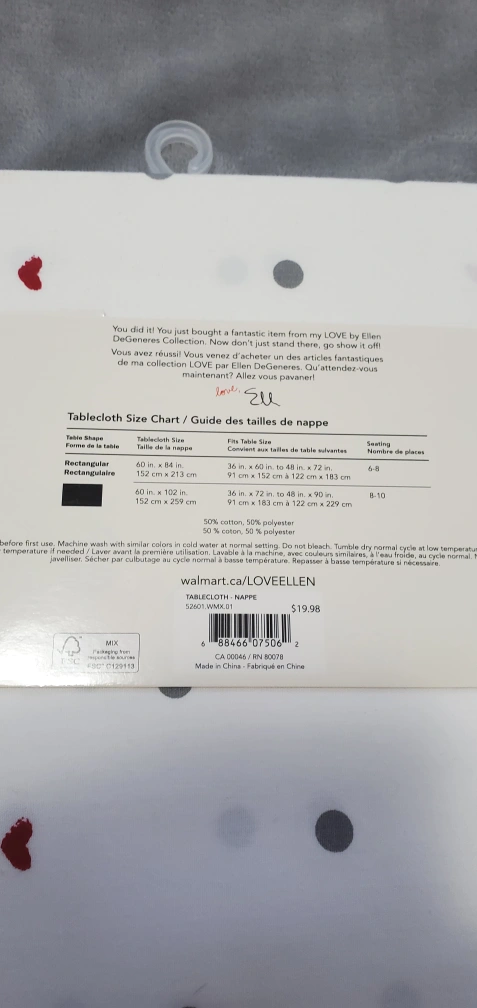 You did it! You just bought a fantastic item from my LOVE by Ellen
DeGeneres Collection. Now don't just stand there, go show it off!
Vous avez réussi! Vous venez d'acheter un des articles fantastiques
de ma collection LOVE par Ellen DeGeneres. Qu'attendez-vous
maintenant? Allez vous pavaner!
love, Ellen
Tablecloth Size Chart / Guide des tailles de nappe
Table Shape Tablecloth Size Fits Table Size Seating
Forme de la table Taille de la nappe Convient aux tailles de table suivantes Nombre de places
Rectangular 60 in. x 84 in. 36 in. x 60 in. to 48 in. x 72 in. 6-8
Rectangulaire 152 cm x 213 cm 91 cm x 152 cm à 122 cm x 183 cm
60 in. x 102 in. 36 in. x 72 in. to 48 in. x 90 in. 8-10
152 cm x 259 cm 91 cm x 183 cm à 122 cm x 229 cm
50% cotton, 50% polyester
50 % coton, 50 % polyester
before first use. Machine wash with similar colors in cold water at normal setting. Do not bleach. Tumble dry normal cycle at low
temperature if needed / Laver avant la première utilisation. Lavable à la machine, avec couleurs similaires, à l'eau froide, au cycle normal.
javelliser. Sécher par culbutage au cycle normal à basse température. Repasser à basse température si nécessaire.
walmart.ca/LOVEELLEN
TABLECLOTH - NAPPE
52601.WMX.01
$19.98
6 88466 07506 2
CA 00046 / RN 80078
Made in China - Fabriqué en Chine
FSC
MIX
Packaging from
responsible sources
FSC® C129113